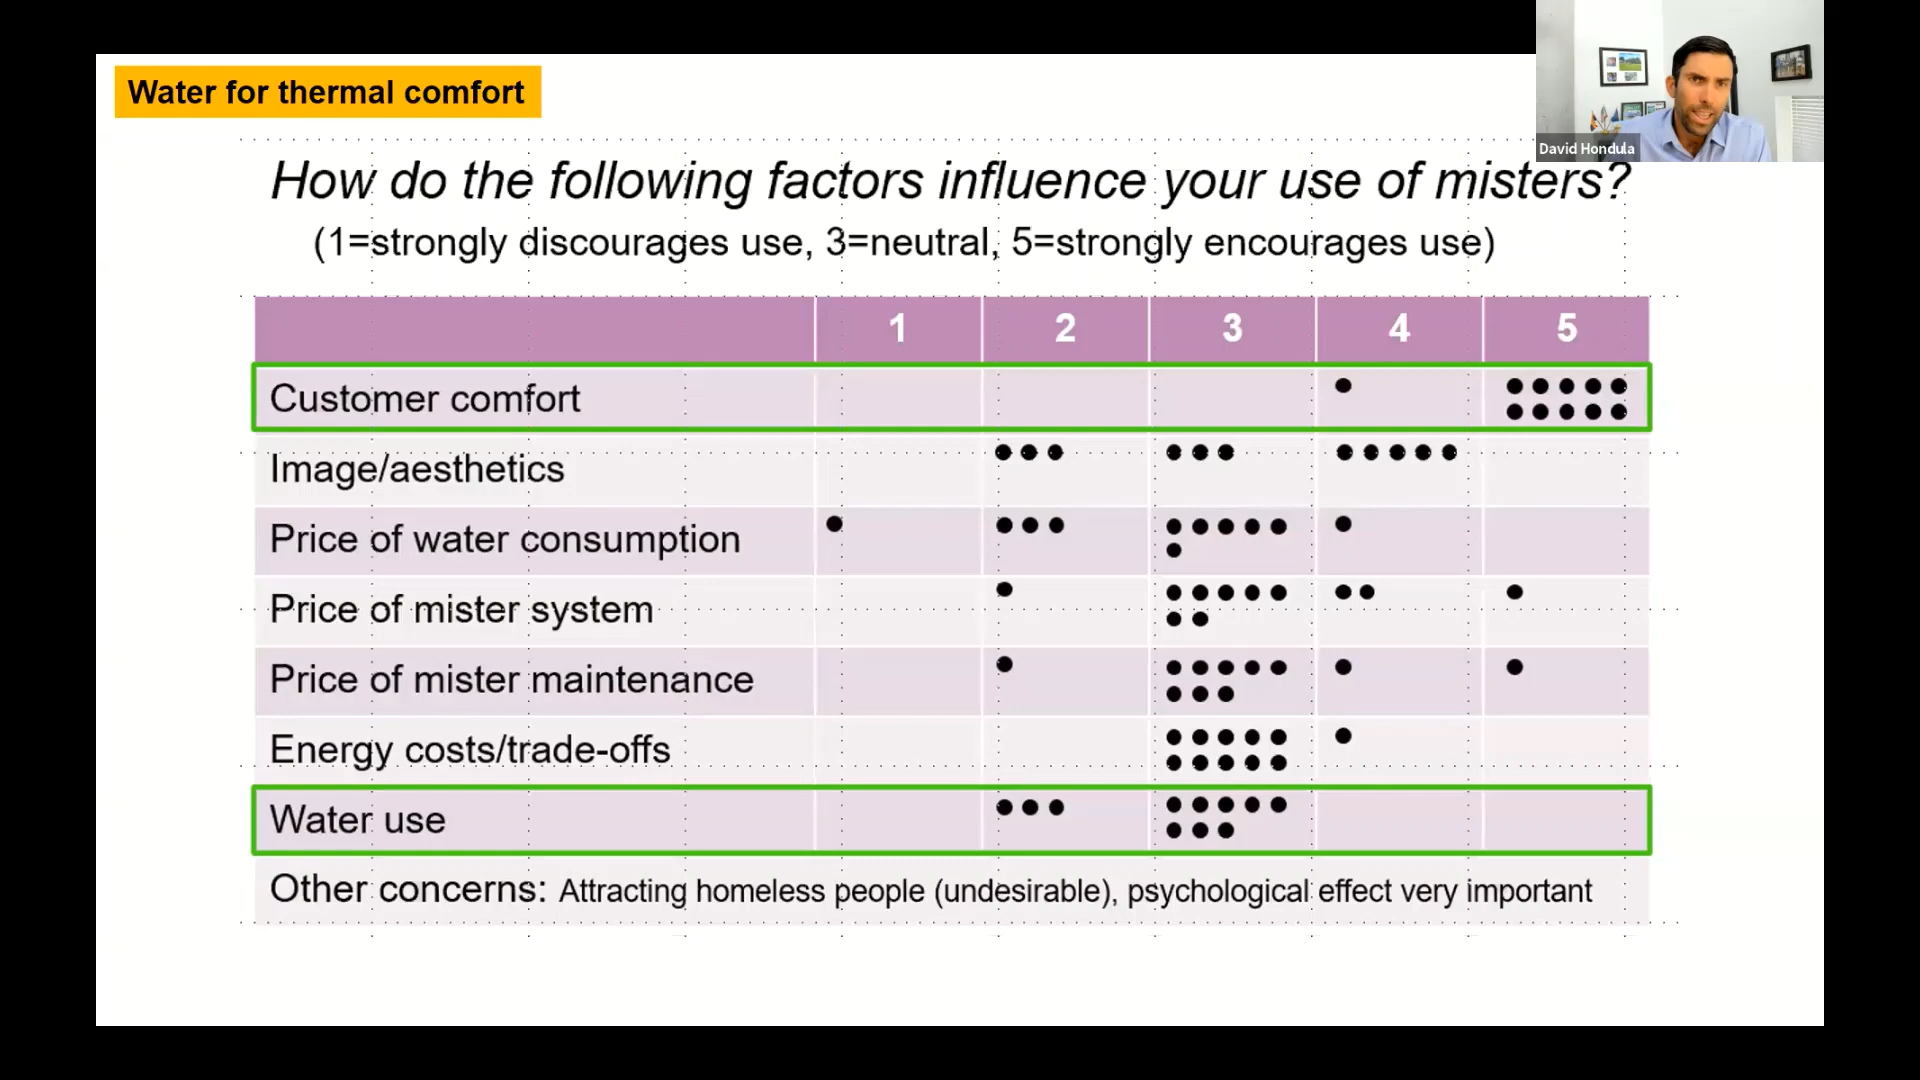 Water for thermal comfort
David Hondula
How do the following factors influence your use of misters?
(1=strongly discourages use, 3=neutral, 5=strongly encourages use)
1 2 3 4 5
Customer comfort
Image/aesthetics
Price of water consumption
Price of mister system
Price of mister maintenance
Energy costs/trade-offs
Water use
Other concerns: Attracting homeless people (undesirable), psychological effect very important